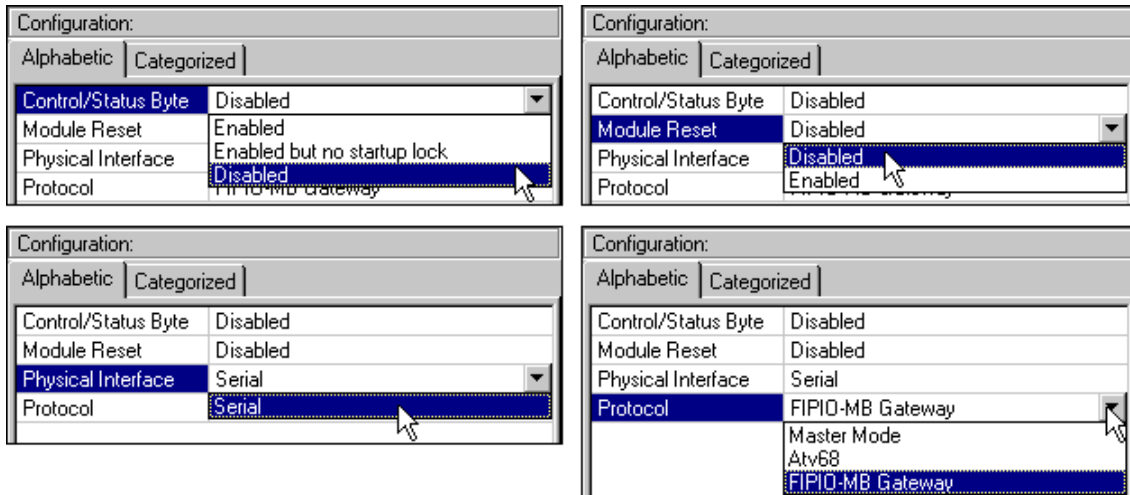 Configuration:
Alphabetic Categorized
Control/Status Byte Disabled
Module Reset Enabled
Physical Interface Enabled but no startup lock
Disabled
Protocol FIPIO-MB Gateway
Configuration:
Alphabetic Categorized
Control/Status Byte Disabled
Module Reset Disabled
Physical Interface Disabled
Protocol Enabled
Configuration:
Alphabetic Categorized
Control/Status Byte Disabled
Module Reset Disabled
Physical Interface Serial
Protocol Serial
Configuration:
Alphabetic Categorized
Control/Status Byte Disabled
Module Reset Disabled
Physical Interface Serial
Protocol FIPIO-MB Gateway
Master Mode
Atv68
FIPIO-MB Gateway